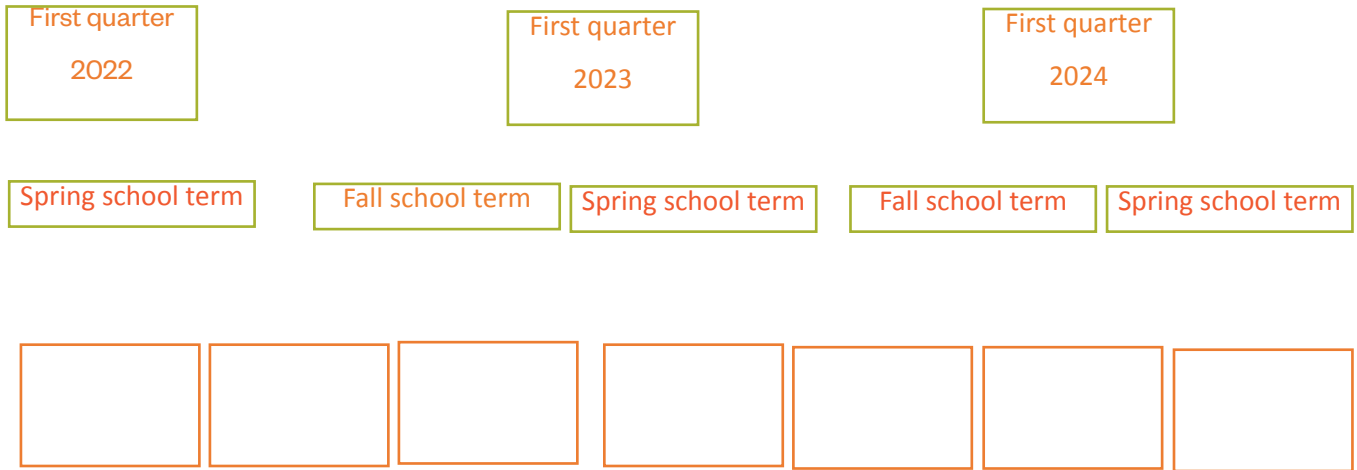 First quarter
2022
First quarter
2023
First quarter
2024
Spring school term
Fall school term
Spring school term
Fall school term
Spring school term